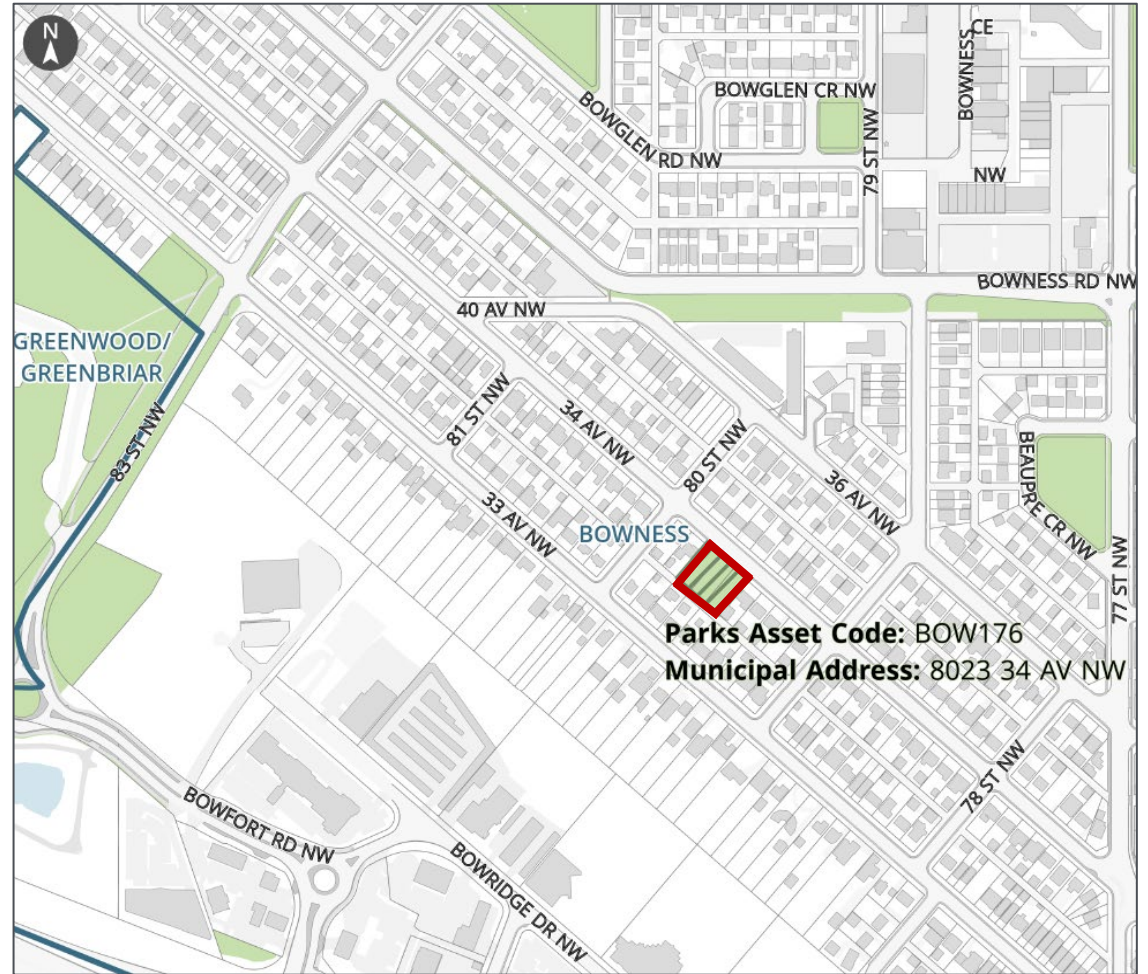 N
CE
BOWNESS
BOWGLEN CR NW
BOWGLEN RD NW
79 ST NW
NW
BOWNESS RD NW
40 AV NW
GREENWOOD/
GREENBRIAR
83 ST NW
81 ST NW
34 AV NW
80 ST NW
36 AV NW
BEAUPRE CR NW
33 AV NW
BOWNESS
77 ST NW
Parks Asset Code: BOW176
Municipal Address: 8023 34 AV NW
78 ST NW
BOWFORT RD NW
BOWRIDGE DR NW